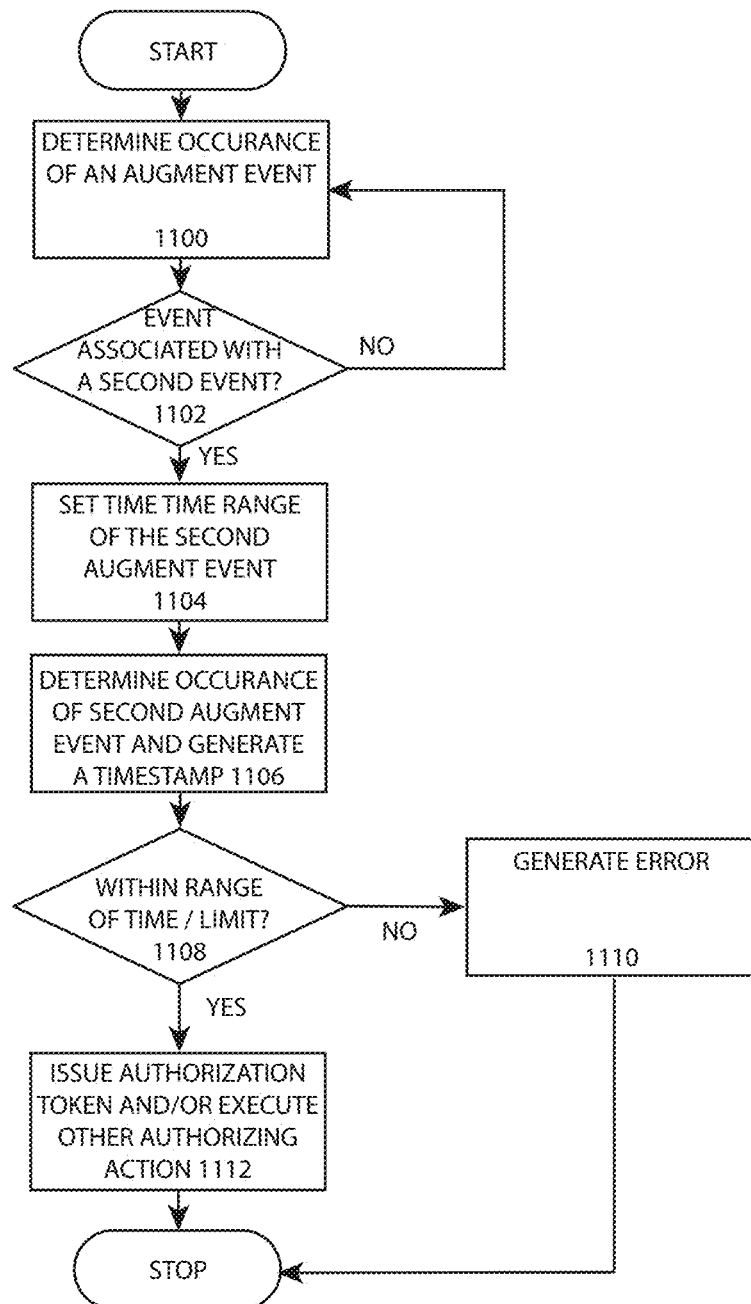 START
DETERMINE OCCURANCE
OF AN AUGMENT EVENT
1100
EVENT
ASSOCIATED WITH
A SECOND EVENT?
1102
NO
YES
SET TIME TIME RANGE
OF THE SECOND
AUGMENT EVENT
1104
DETERMINE OCCURANCE
OF SECOND AUGMENT
EVENT AND GENERATE
A TIMESTAMP 1106
WITHIN RANGE
OF TIME / LIMIT?
1108
NO
GENERATE ERROR
1110
YES
ISSUE AUTHORIZATION
TOKEN AND/OR EXECUTE
OTHER AUTHORIZING
ACTION 1112
STOP